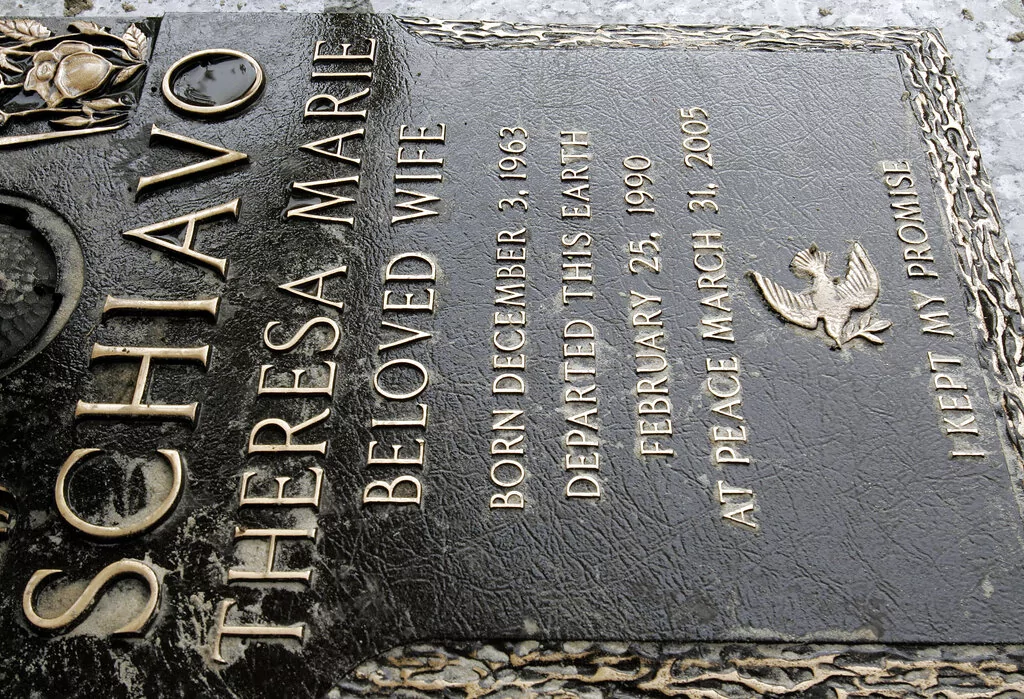 SCHIAVO
THERESA MARIE
BELOVED WIFE
BORN DECEMBER 3, 1963
DEPARTED THIS EARTH
FEBRUARY 25, 1990
AT PEACE MARCH 31, 2005
I KEPT MY PROMISE